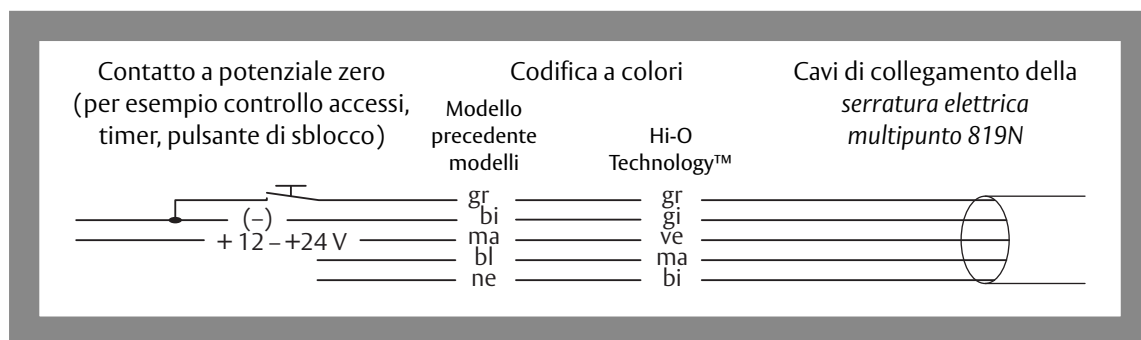 Contatto a potenziale zero
(per esempio controllo accessi,
timer, pulsante di sblocco)
Codifica a colori
Modello
precedente
modelli
Hi-O
Technology™
Cavi di collegamento della
serratura elettrica
multipunto 819N
gr gr
(–) bi gi
+ 12 – +24 V ma ve
bl ma
ne bi